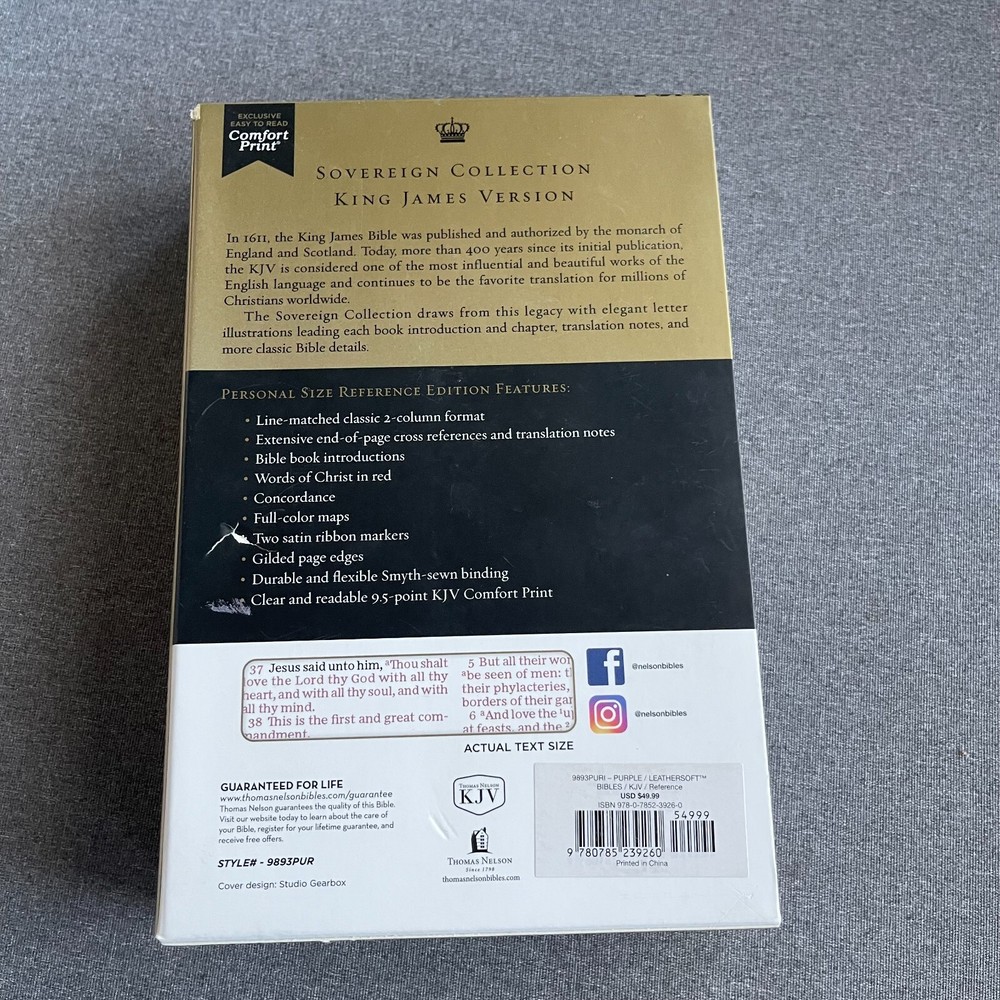 EXCLUSIVE
EASY TO READ
Comfort
Print®
SOVEREIGN COLLECTION
KING JAMES VERSION
In 1611, the King James Bible was published and authorized by the monarch of
England and Scotland. Today, more than 400 years since its initial publication,
the KJV is considered one of the most influential and beautiful works of the
English language and continues to be the favorite translation for millions of
Christians worldwide.
The Sovereign Collection draws from this legacy with elegant letter
illustrations leading each book introduction and chapter, translation notes, and
more classic Bible details.
PERSONAL SIZE REFERENCE EDITION FEATURES:
• Line-matched classic 2-column format
• Extensive end-of-page cross references and translation notes
• Bible book introductions
• Words of Christ in red
• Concordance
• Full-color maps
Two satin ribbon markers
• Gilded page edges
• Durable and flexible Smyth-sewn binding
Clear and readable 9.5-point KJV Comfort Print
37 Jesus said unto him, ᵃThou shalt
ove the Lord thy God with all thy
eart, and with all thy soul, and with
all thy mind.
38 This is the first and great com-
andment.
5 But all their wor
ᵃbe seen of men: t
their phylacteries,
borders of their gar
6 ᵃAnd love the ¹u
at feasts, and the ²
@nelsonbibles
@nelsonbibles
ACTUAL TEXT SIZE
GUARANTEED FOR LIFE
www.thomasnelsonbibles.com/guarantee
Thomas Nelson guarantees the quality of this Bible.
Visit our website today to learn about the care of
your Bible, register for your lifetime guarantee, and
receive free offers.
STYLE# - 9893PUR
Cover design: Studio Gearbox
THOMAS NELSON
KJV
THOMAS NELSON
Since 1798
thomasnelsonbibles.com
9893PURI – PURPLE / LEATHERSOFT™
BIBLES / KJV / Reference
USD $49.99
ISBN 978-0-7852-3926-0
54999
9 780785 239260
Printed in China